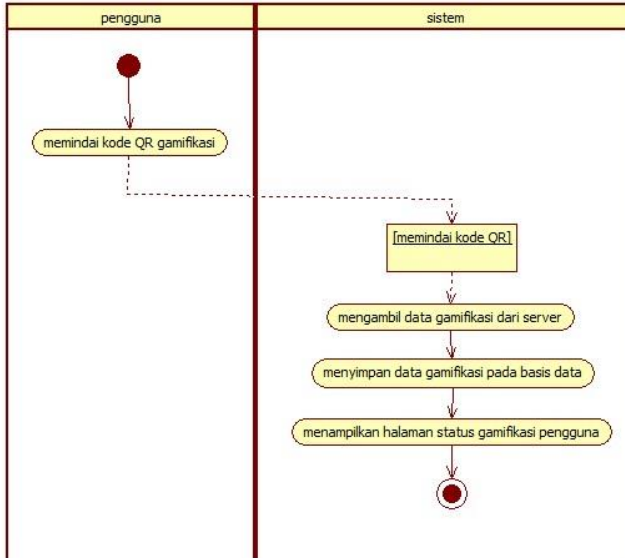 pengguna
sistem
memindai kode QR gamifikasi
[memindai kode QR]
mengambil data gamifikasi dari server
menyimpan data gamifikasi pada basis data
menampilkan halaman status gamifikasi pengguna